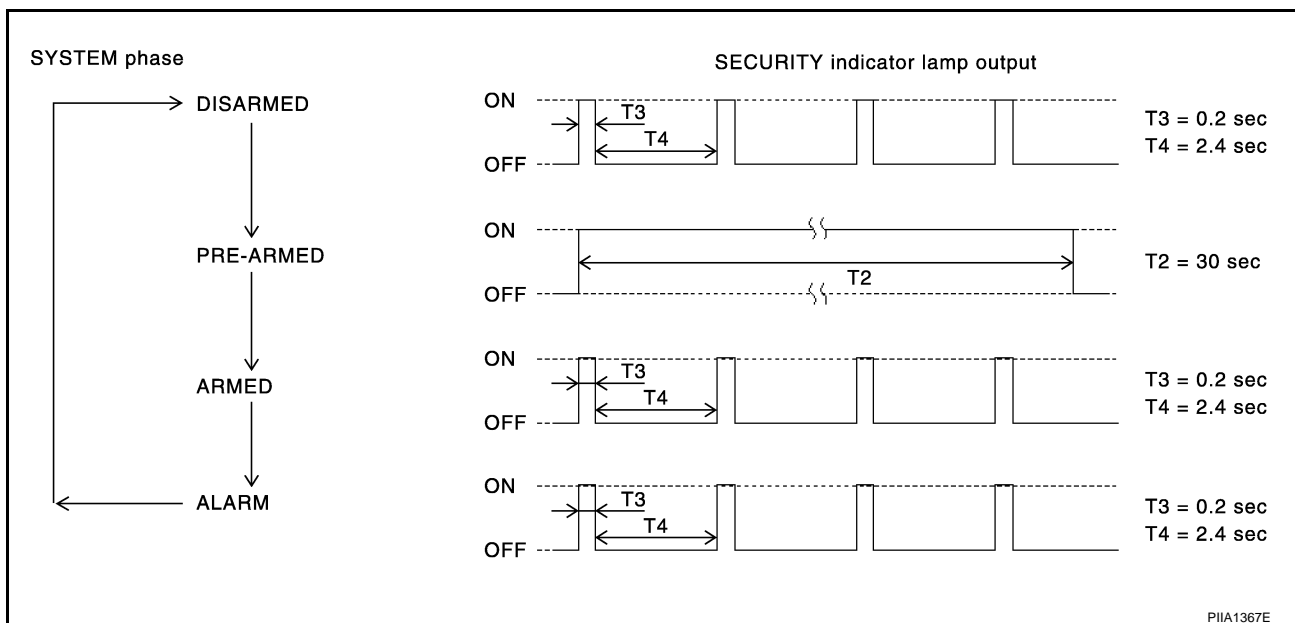 SYSTEM phase
SECURITY indicator lamp output
DISARMED
ON
T3
T4
OFF
T3 = 0.2 sec
T4 = 2.4 sec
PRE-ARMED
ON
T2
OFF
T2 = 30 sec
ARMED
ON
T3
T4
OFF
T3 = 0.2 sec
T4 = 2.4 sec
ALARM
ON
T3
T4
OFF
T3 = 0.2 sec
T4 = 2.4 sec
PIIA1367E